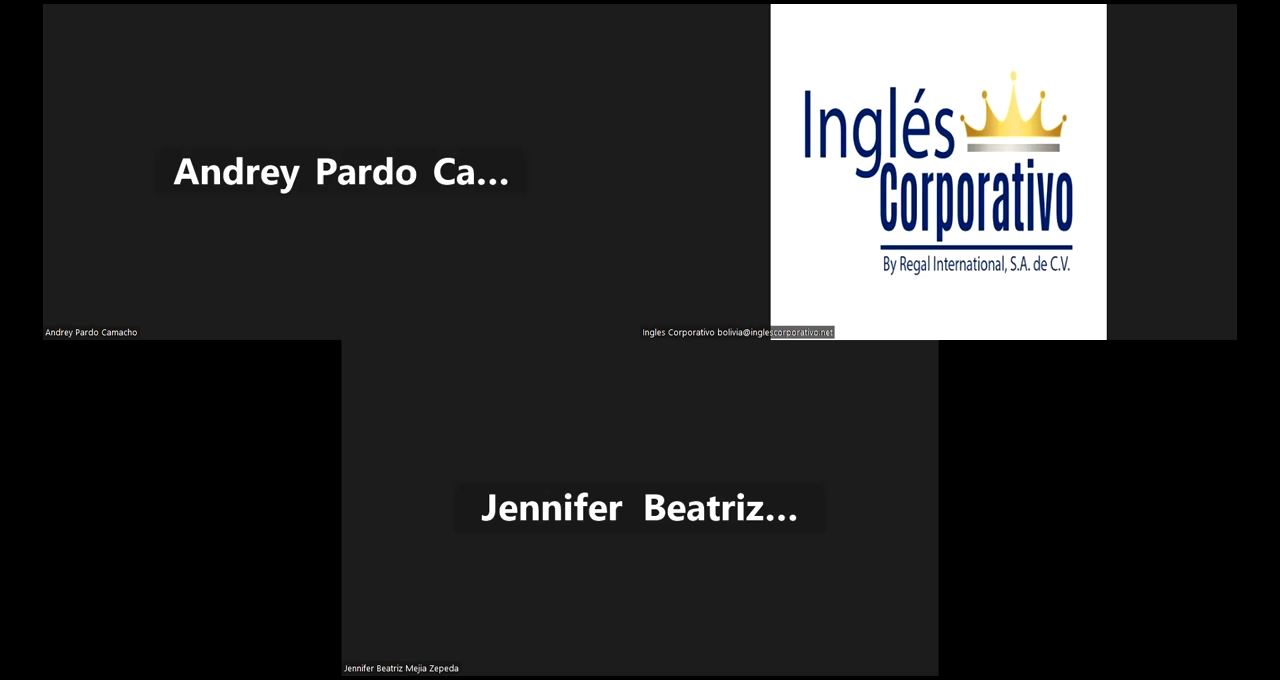 Andrey Pardo Ca...
Andrey Pardo Camacho
Inglés
Corporativo
By Regal International, S.A. de C.V.
Ingles Corporativo bolivia@inglescorporativo.net
Jennifer Beatriz...
Jennifer Beatriz Mejia Zepeda